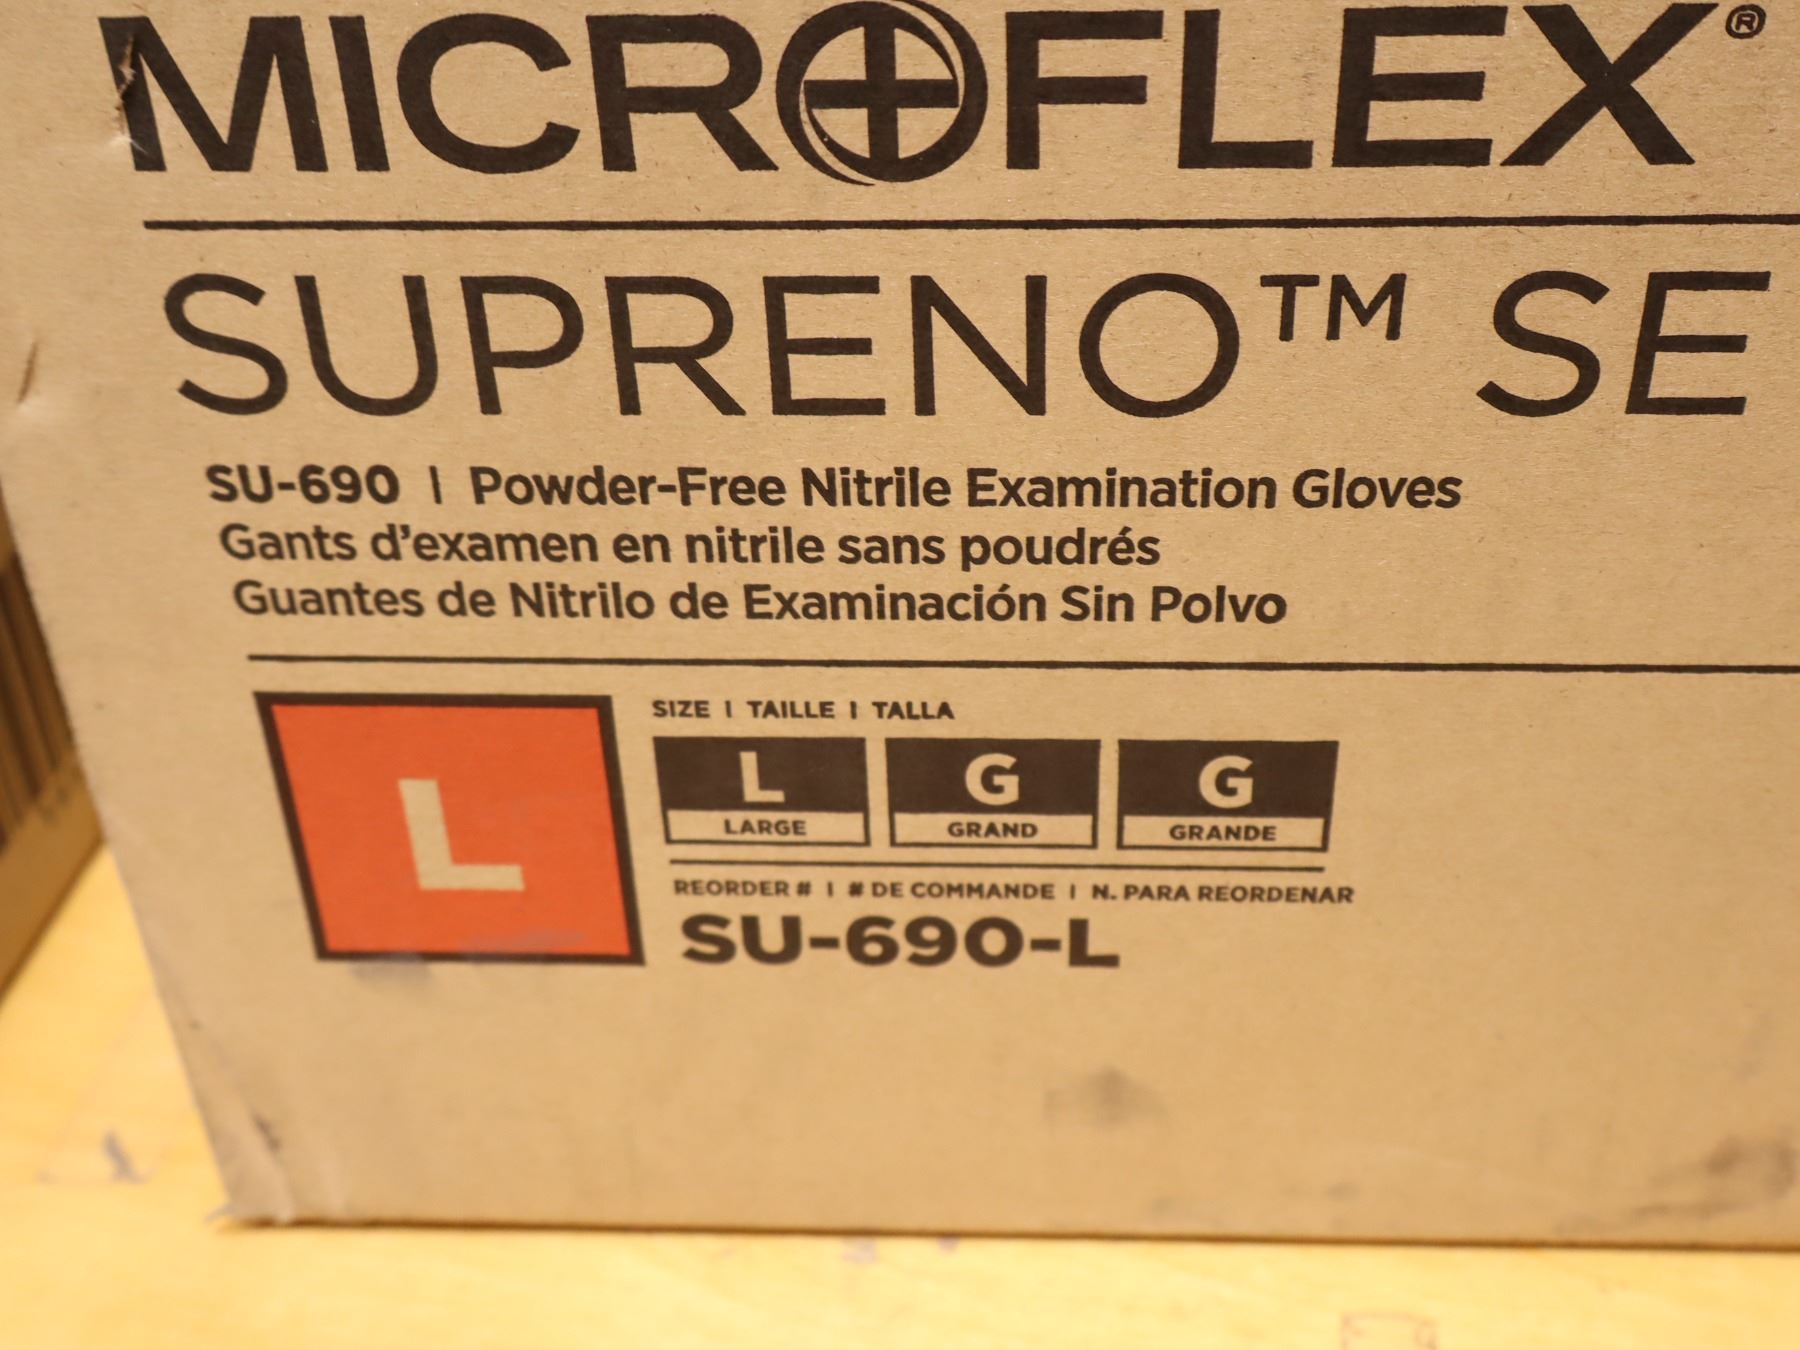 MICROFLEX®
SUPRENO™ SE
SU-690 | Powder-Free Nitrile Examination Gloves
Gants d'examen en nitrile sans poudrés
Guantes de Nitrilo de Examinación Sin Polvo
L
SIZE | TAILLE | TALLA
L G G
LARGE GRAND GRANDE
REORDER # | # DE COMMANDE | N. PARA REORDENAR
SU-690-L